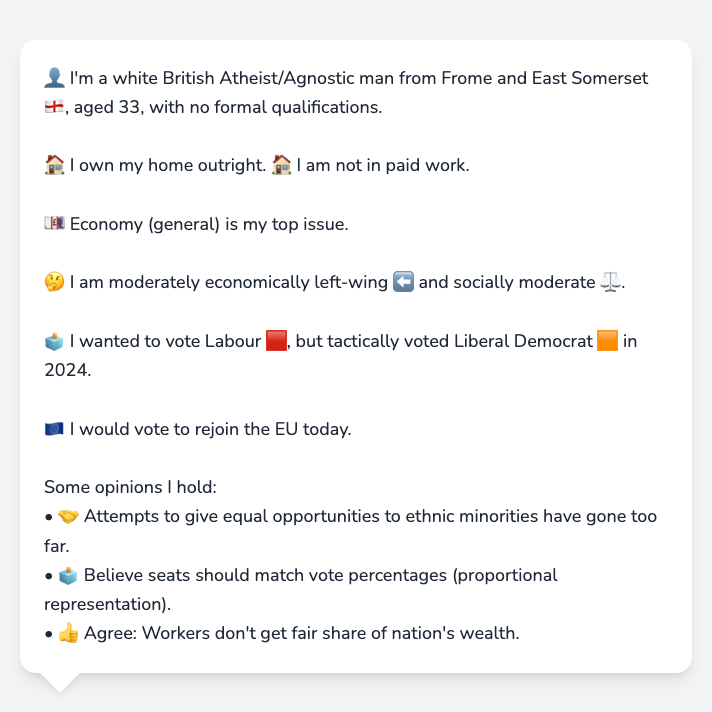 👤 I'm a white British Atheist/Agnostic man from Frome and East Somerset
🏴󠁧󠁢󠁥󠁮󠁧󠁿, aged 33, with no formal qualifications.
🏠 I own my home outright. 🏠 I am not in paid work.
💷 Economy (general) is my top issue.
🤔 I am moderately economically left-wing ⬅️ and socially moderate ⚖️.
🗳️ I wanted to vote Labour 🟥, but tactically voted Liberal Democrat 🟧 in
2024.
🇪🇺 I would vote to rejoin the EU today.
Some opinions I hold:
• 🤝 Attempts to give equal opportunities to ethnic minorities have gone too
far.
• 🗳️ Believe seats should match vote percentages (proportional
representation).
• 👍 Agree: Workers don't get fair share of nation's wealth.